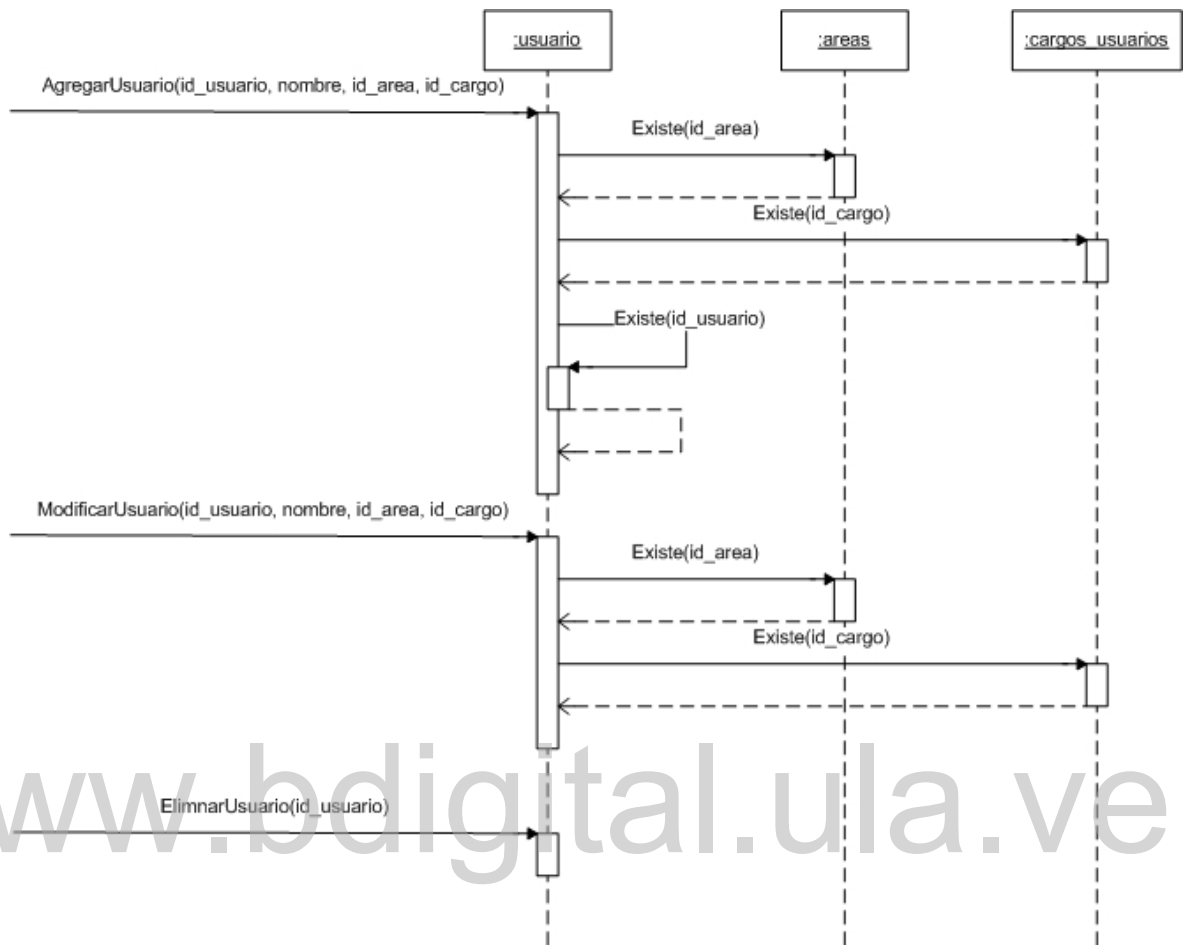 :usuario
:areas
:cargos_usuarios
AgregarUsuario(id_usuario, nombre, id_area, id_cargo)
Existe(id_area)
Existe(id_cargo)
Existe(id_usuario)
ModificarUsuario(id_usuario, nombre, id_area, id_cargo)
Existe(id_area)
Existe(id_cargo)
www.bdigital.ula.ve
ElimnarUsuario(id_usuario)